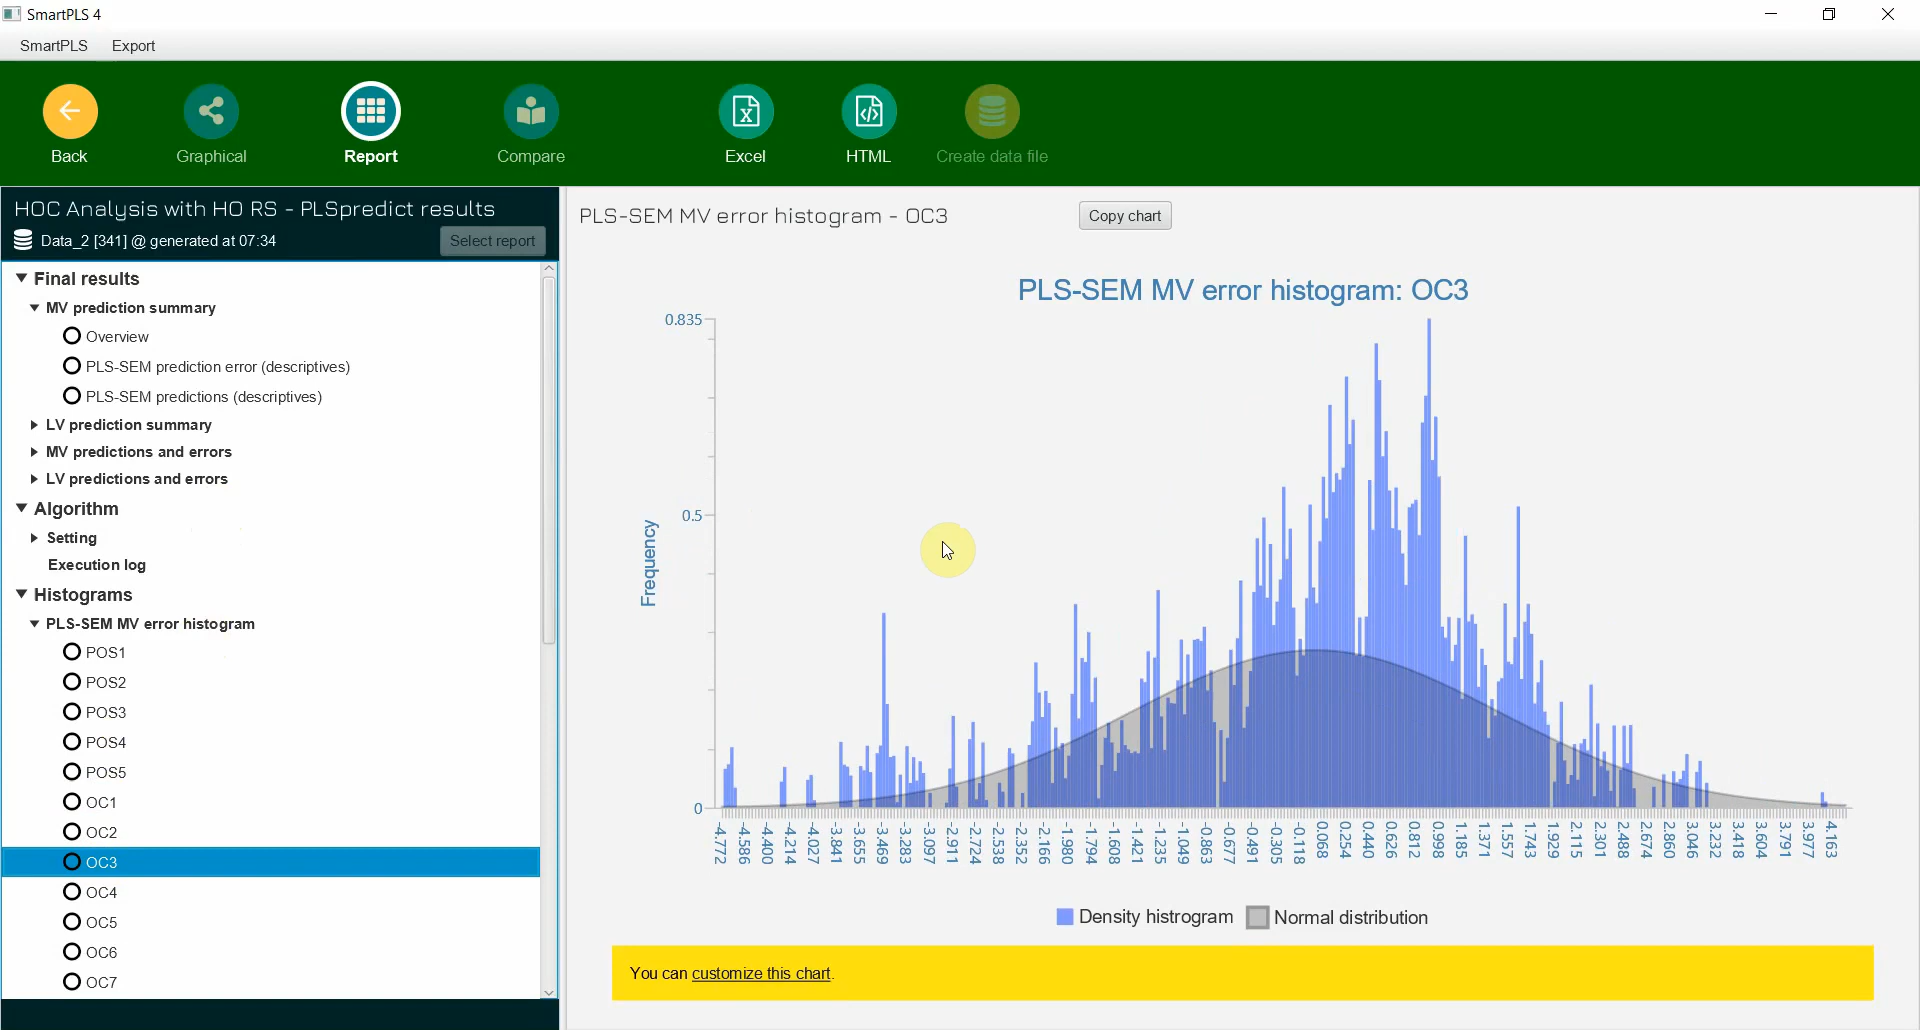 SmartPLS 4
SmartPLS Export
Back Graphical Report Compare Excel HTML Create data file
HOC Analysis with HO RS - PLSpredict results
Data_2 [341] @ generated at 07:34 Select report
Final results
MV prediction summary
Overview
PLS-SEM prediction error (descriptives)
PLS-SEM predictions (descriptives)
LV prediction summary
MV predictions and errors
LV predictions and errors
Algorithm
Setting
Execution log
Histograms
PLS-SEM MV error histogram
POS1
POS2
POS3
POS4
POS5
OC1
OC2
OC3
OC4
OC5
OC6
OC7
PLS-SEM MV error histogram - OC3 Copy chart
PLS-SEM MV error histogram: OC3
0.835
0.5
0
Frequency
-4.772 -4.586 -4.400 -4.214 -4.027 -3.841 -3.655 -3.469 -3.283 -3.097 -2.911 -2.724 -2.538 -2.352 -2.166 -1.980 -1.794 -1.608 -1.421 -1.235 -1.049 -0.863 -0.677 -0.491 -0.305 -0.118 0.068 0.254 0.440 0.626 0.812 0.998 1.185 1.371 1.557 1.743 1.929 2.115 2.301 2.488 2.674 2.860 3.046 3.232 3.418 3.604 3.791 3.977 4.163
Density histrogram Normal distribution
You can customize this chart.